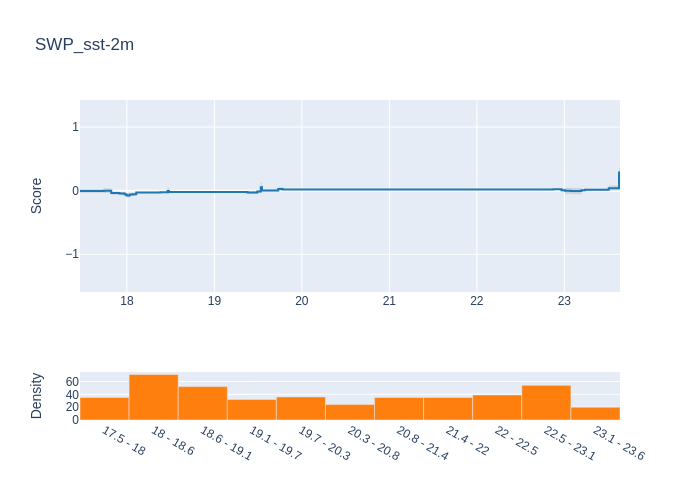 SWP_sst-2m
Score
1
0
−1
18 19 20 21 22 23
Density
60
40
20
0
17.5 - 18
18 - 18.6
18.6 - 19.1
19.1 - 19.7
19.7 - 20.3
20.3 - 20.8
20.8 - 21.4
21.4 - 22
22 - 22.5
22.5 - 23.1
23.1 - 23.6